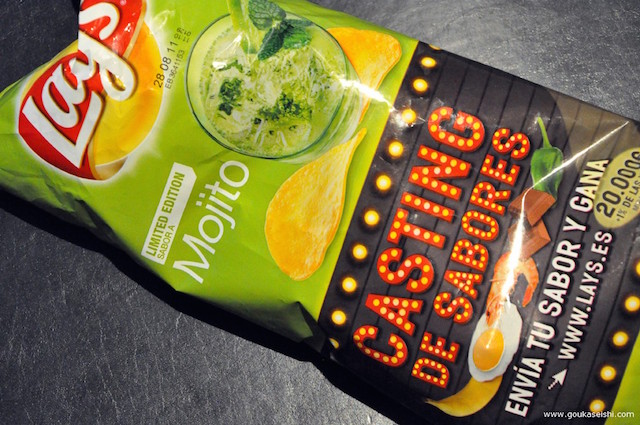 Lay's
28 08 11
LIMITED EDITION
SABOR A
Mojito
CASTING
DE SABORES
ENVÍA TU SABOR Y GANA
WWW.LAYS.ES
20.000€
www.goukaseishi.com